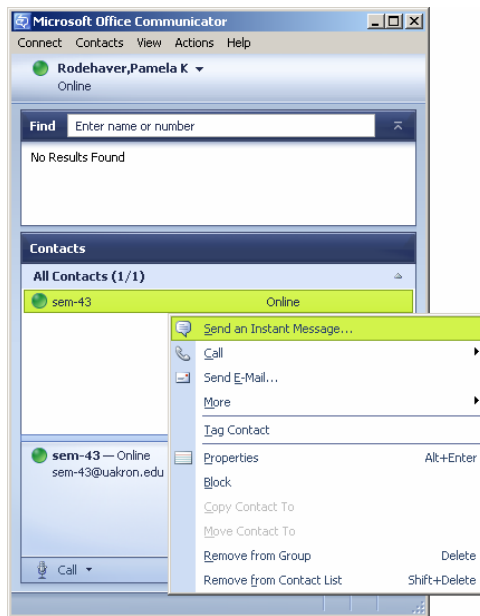 Microsoft Office Communicator
Connect Contacts View Actions Help
Rodehaver,Pamela K
Online
Find Enter name or number
No Results Found
Contacts
All Contacts (1/1)
sem-43 Online
Send an Instant Message...
Call
Send E-Mail...
More
Tag Contact
sem-43 — Online
sem-43@uakron.edu
Properties Alt+Enter
Block
Copy Contact To
Move Contact To
Remove from Group Delete
Call
Remove from Contact List Shift+Delete